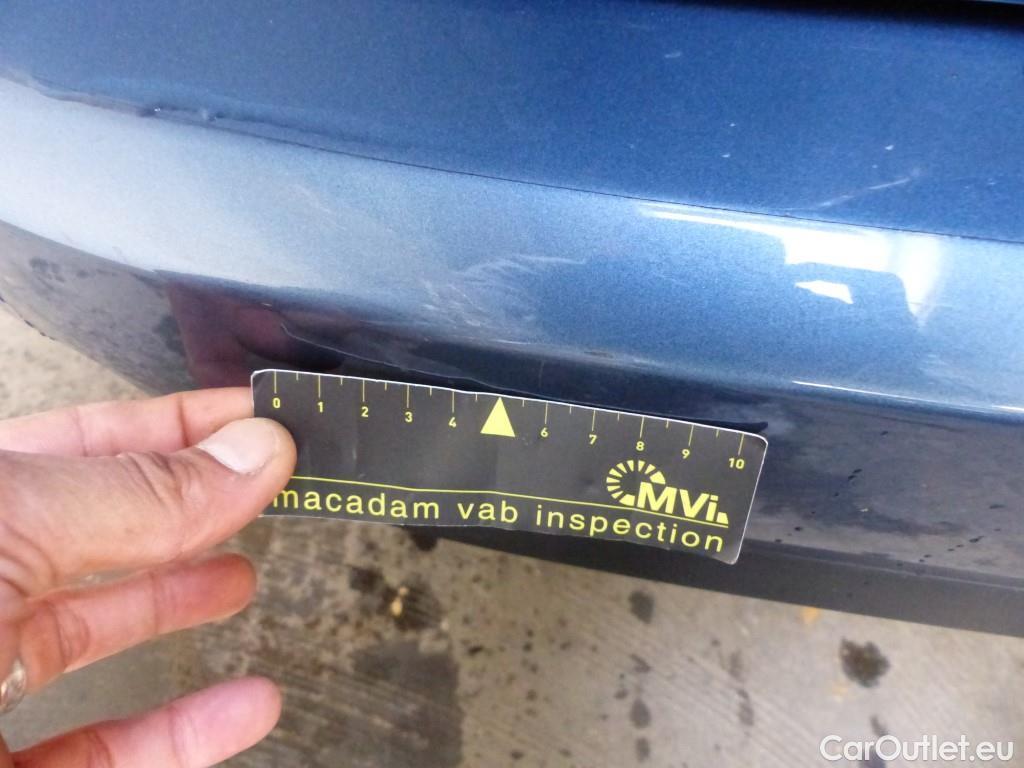 0 1 2 3 4 6 7 8 9 10
MVi
macadam vab inspection
CarOutlet.eu